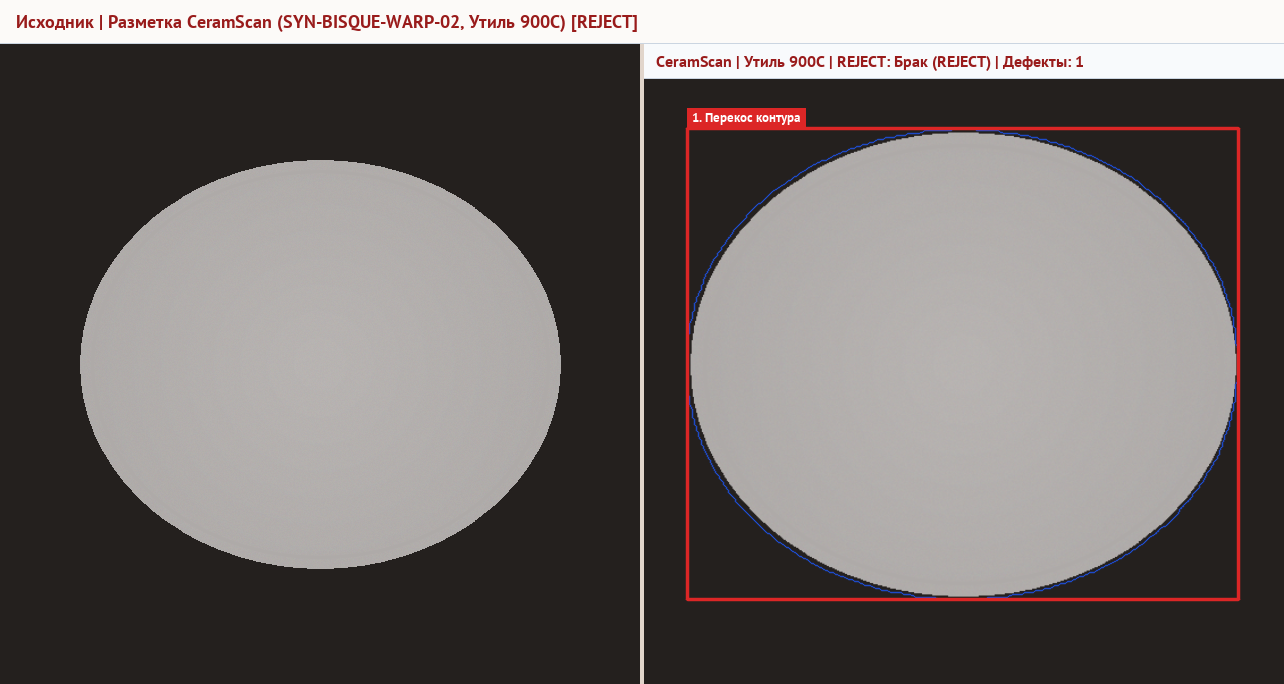 Исходник | Разметка CeramScan (SYN-BISQUE-WARP-02, Утиль 900C) [REJECT]
CeramScan | Утиль 900C | REJECT: Брак (REJECT) | Дефекты: 1
1. Перекос контура